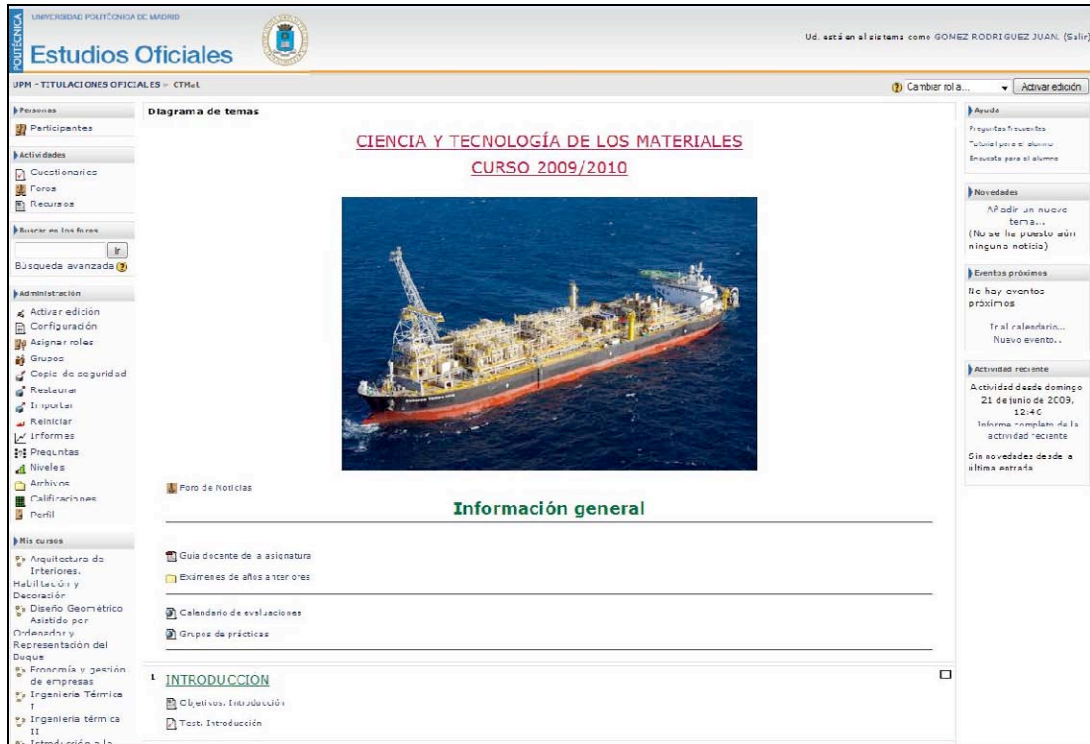 POLITÉCNICA
UNIVERSIDAD POLITÉCNICA DE MADRID
Estudios Oficiales
Ud. está en el sistema como GOMEZ RODRIGUEZ JUAN. (Salir)
UPM - TITULACIONES OFICIALES ► CTMat
Cambiar rol a...
Activar edición
Personas
Participantes
Actividades
Cuestionarios
Foros
Recursos
Buscar en los foros
Ir
Búsqueda avanzada
Administración
Activar edición
Configuración
Asignar roles
Grupos
Copia de seguridad
Restaurar
Importar
Reiniciar
Informes
Preguntas
Niveles
Archivos
Calificaciones
Perfil
Mis cursos
Arquitectura de
Interiores.
Habilitación y
Decoración
Diseño Geométrico
Asistido por
Ordenador y
Representación del
Buque
Economía y gestión
de empresas
Ingeniería Térmica
I
Ingeniería térmica
II
Introducción a la
Diagrama de temas
CIENCIA Y TECNOLOGÍA DE LOS MATERIALES
CURSO 2009/2010
Foro de Noticias
Información general
Guia docente de la asignatura
Exámenes de años anteriores
Calendario de evaluaciones
Grupos de prácticas
1 INTRODUCCION
Objetivos. Introducción
Test. Introducción
Ayuda
Preguntas frecuentes
Tutorial para el alumno
Encuesta para el alumno
Novedades
Añadir un nuevo
tema...
(No se ha puesto aún
ninguna noticia)
Eventos próximos
No hay eventos
próximos
Ir al calendario...
Nuevo evento...
Actividad reciente
Actividad desde domingo
21 de junio de 2009,
12:46
Informe completo de la
actividad reciente
Sin novedades desde la
última entrada